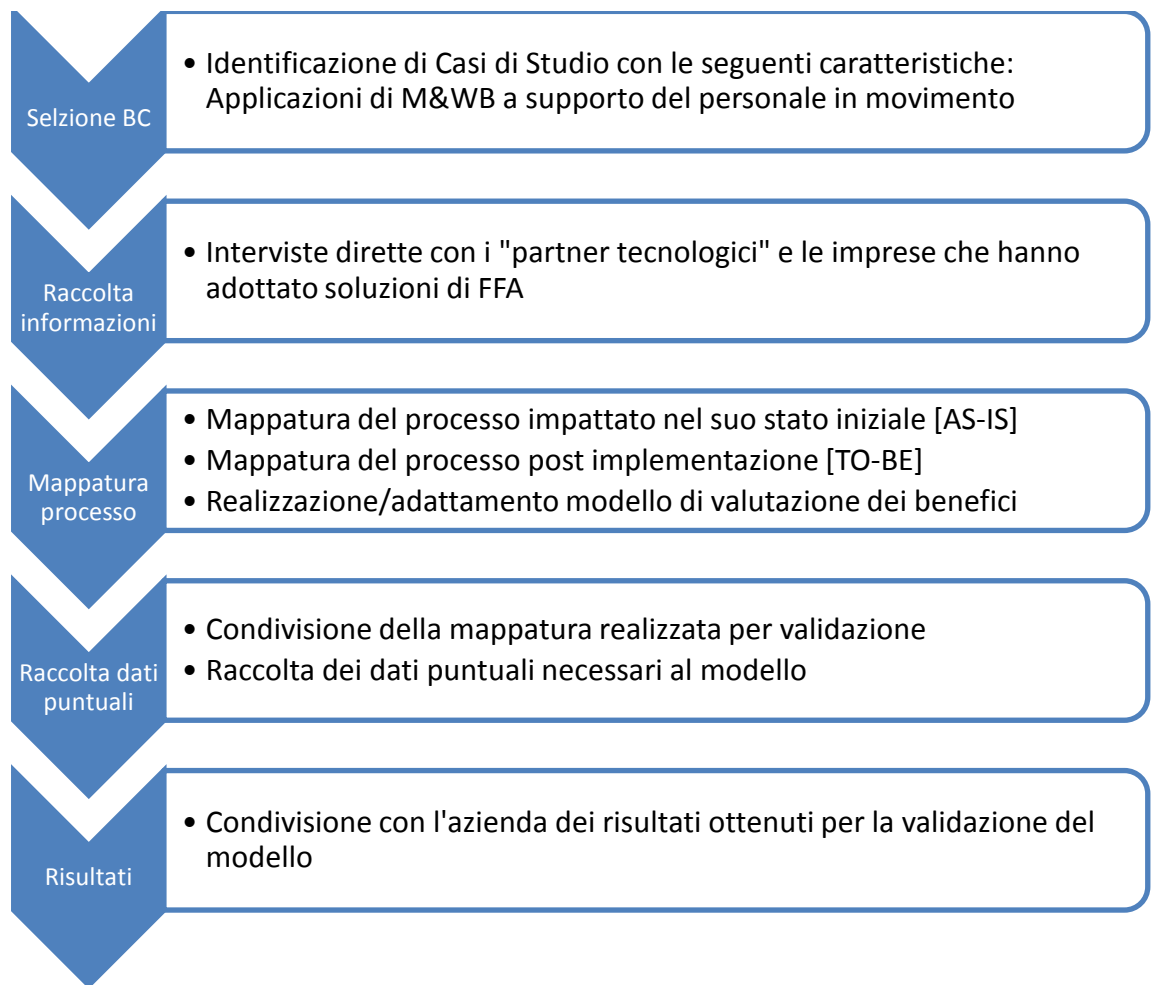 Selzione BC
• Identificazione di Casi di Studio con le seguenti caratteristiche:
Applicazioni di M&WB a supporto del personale in movimento
Raccolta
informazioni
• Interviste dirette con i "partner tecnologici" e le imprese che hanno
adottato soluzioni di FFA
Mappatura
processo
• Mappatura del processo impattato nel suo stato iniziale [AS-IS]
• Mappatura del processo post implementazione [TO-BE]
• Realizzazione/adattamento modello di valutazione dei benefici
Raccolta dati
puntuali
• Condivisione della mappatura realizzata per validazione
• Raccolta dei dati puntuali necessari al modello
Risultati
• Condivisione con l'azienda dei risultati ottenuti per la validazione del
modello